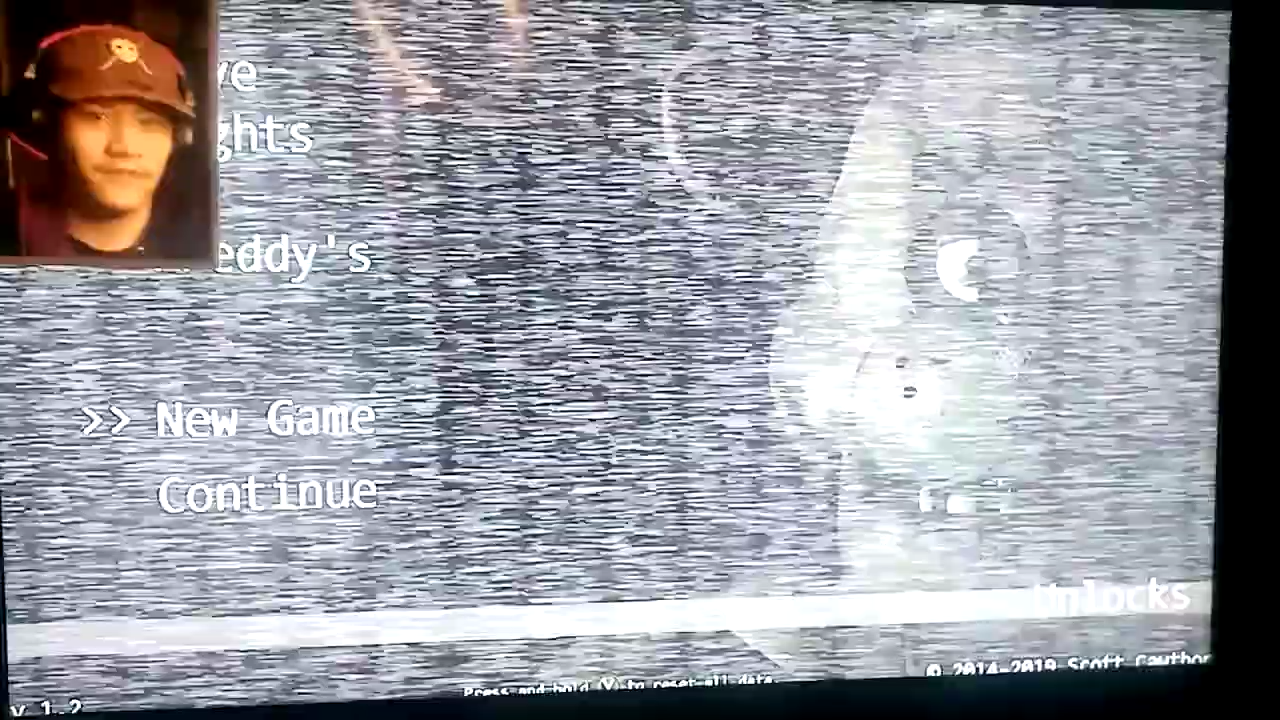 ve
ghts
eddy's
>> New Game
Continue
Unlocks
© 2014-2019 Scott Cawthor
Press and hold (Y) to reset all data.
v 1.2